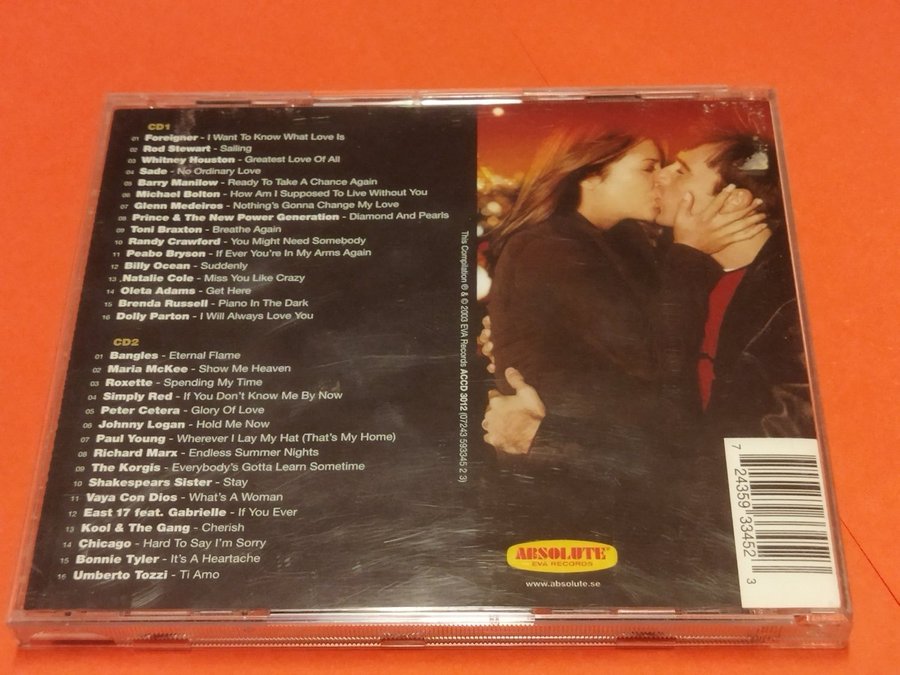 CD1
01 Foreigner - I Want To Know What Love Is
02 Rod Stewart - Sailing
03 Whitney Houston - Greatest Love Of All
04 Sade - No Ordinary Love
05 Barry Manilow - Ready To Take A Chance Again
06 Michael Bolton - How Am I Supposed To Live Without You
07 Glenn Medeiros - Nothing's Gonna Change My Love
08 Prince & The New Power Generation - Diamond And Pearls
09 Toni Braxton - Breathe Again
10 Randy Crawford - You Might Need Somebody
11 Peabo Bryson - If Ever You're In My Arms Again
12 Billy Ocean - Suddenly
13 Natalie Cole - Miss You Like Crazy
14 Oleta Adams - Get Here
15 Brenda Russell - Piano In The Dark
16 Dolly Parton - I Will Always Love You
CD2
01 Bangles - Eternal Flame
02 Maria McKee - Show Me Heaven
03 Roxette - Spending My Time
04 Simply Red - If You Don't Know Me By Now
05 Peter Cetera - Glory Of Love
06 Johnny Logan - Hold Me Now
07 Paul Young - Wherever I Lay My Hat (That's My Home)
08 Richard Marx - Endless Summer Nights
09 The Korgis - Everybody's Gotta Learn Sometime
10 Shakespears Sister - Stay
11 Vaya Con Dios - What's A Woman
12 East 17 feat. Gabrielle - If You Ever
13 Kool & The Gang - Cherish
14 Chicago - Hard To Say I'm Sorry
15 Bonnie Tyler - It's A Heartache
16 Umberto Tozzi - Ti Amo
This Compilation ℗ & © 2003 EVA Records ACCD 3012 (07243 593345 2 3)
ABSOLUTE
EVA RECORDS
www.absolute.se
7 24359 33452 3